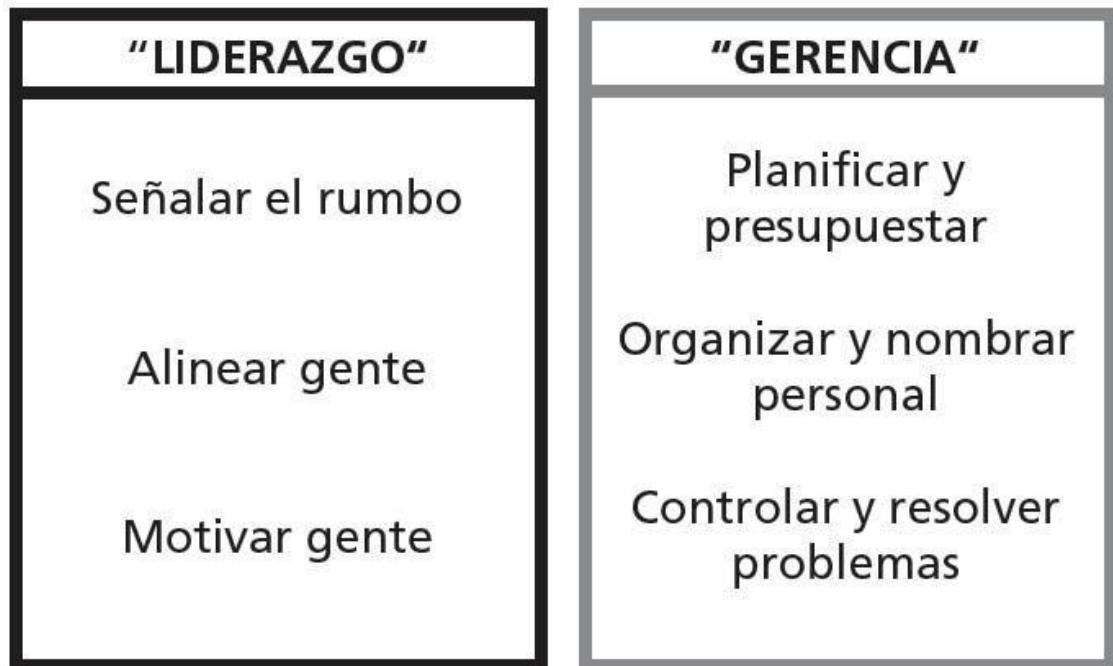 “LIDERAZGO“
Señalar el rumbo
Alinear gente
Motivar gente
“GERENCIA“
Planificar y
presupuestar
Organizar y nombrar
personal
Controlar y resolver
problemas